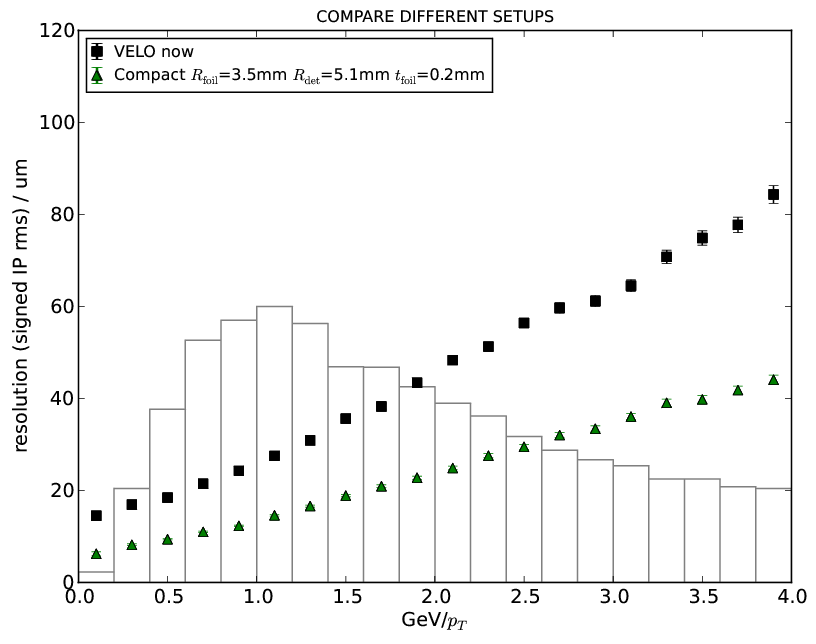 COMPARE DIFFERENT SETUPS
VELO now
Compact R_foil=3.5mm R_det=5.1mm t_foil=0.2mm
120
100
80
60
40
20
0
resolution (signed IP rms) / um
0.0 0.5 1.0 1.5 2.0 2.5 3.0 3.5 4.0
GeV/p_T